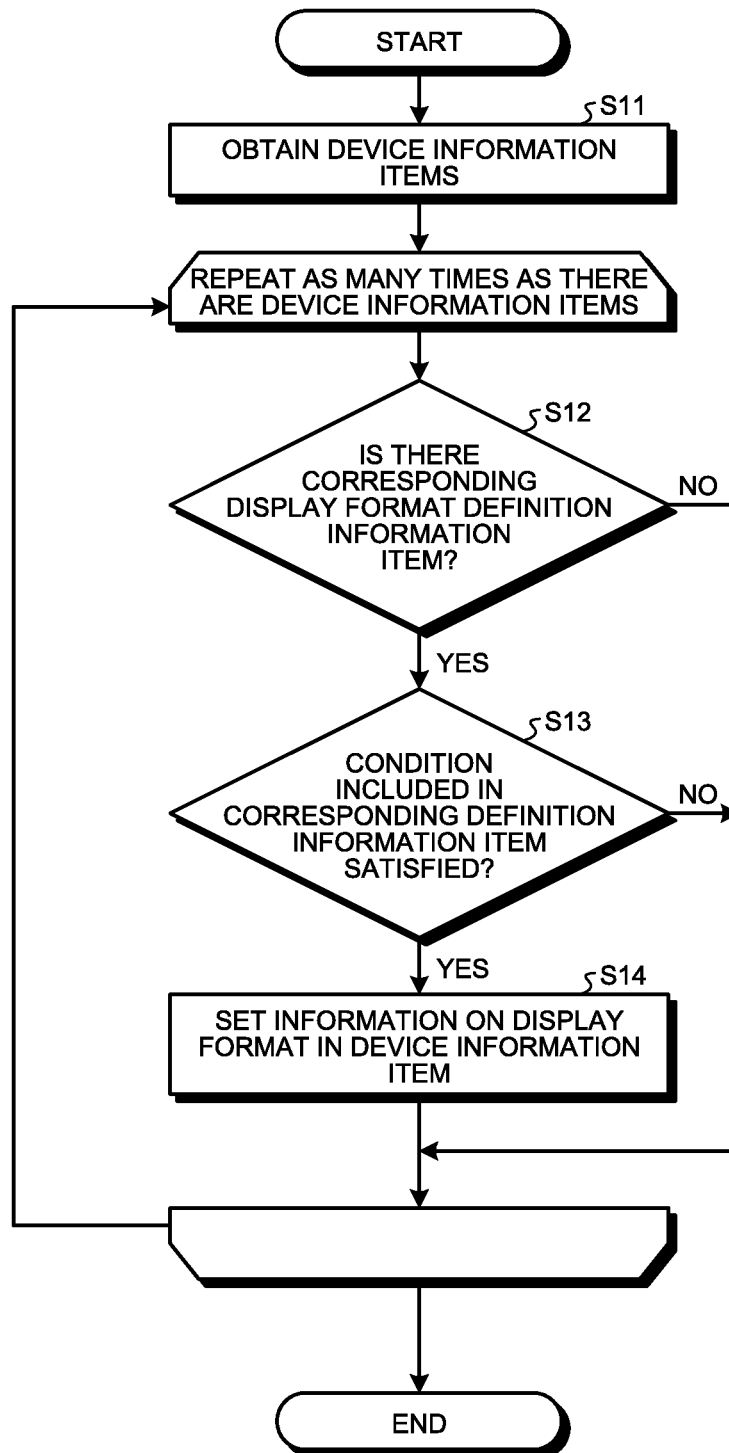 START
S11
OBTAIN DEVICE INFORMATION
ITEMS
REPEAT AS MANY TIMES AS THERE
ARE DEVICE INFORMATION ITEMS
S12
IS THERE
CORRESPONDING
DISPLAY FORMAT DEFINITION
INFORMATION
ITEM?
NO
YES
S13
CONDITION
INCLUDED IN
CORRESPONDING DEFINITION
INFORMATION ITEM
SATISFIED?
NO
YES
S14
SET INFORMATION ON DISPLAY
FORMAT IN DEVICE INFORMATION
ITEM
END